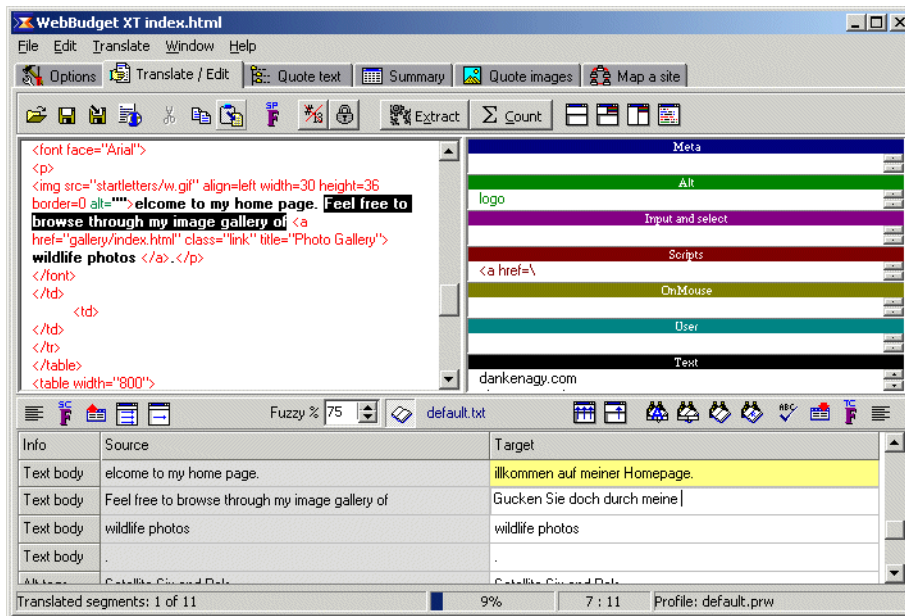 WebBudget XT index.html
File Edit Translate Window Help
Options Translate / Edit Quote text Summary Quote images Map a site
SP F #/13 Extract Σ Count
<font face="Arial">
<p>
<img src="startletters/w.gif" align=left width=30 height=36
border=0 alt="">elcome to my home page. Feel free to
browse through my image gallery of <a
href="gallery/index.html" class="link" title="Photo Gallery">
wildlife photos </a>.</p>
</font>
</td>
<td>
</td>
</tr>
</table>
<table width="800">
Meta
Alt
logo
Input and select
Scripts
<a href=\
OnMouse
User
Text
dankenagy.com
SC F Fuzzy % 75 default.txt ABC TC F
Info Source Target
Text body elcome to my home page. illkommen auf meiner Homepage.
Text body Feel free to browse through my image gallery of Gucken Sie doch durch meine
Text body wildlife photos wildlife photos
Text body . .
Translated segments: 1 of 11 9% 7 : 11 Profile: default.prw